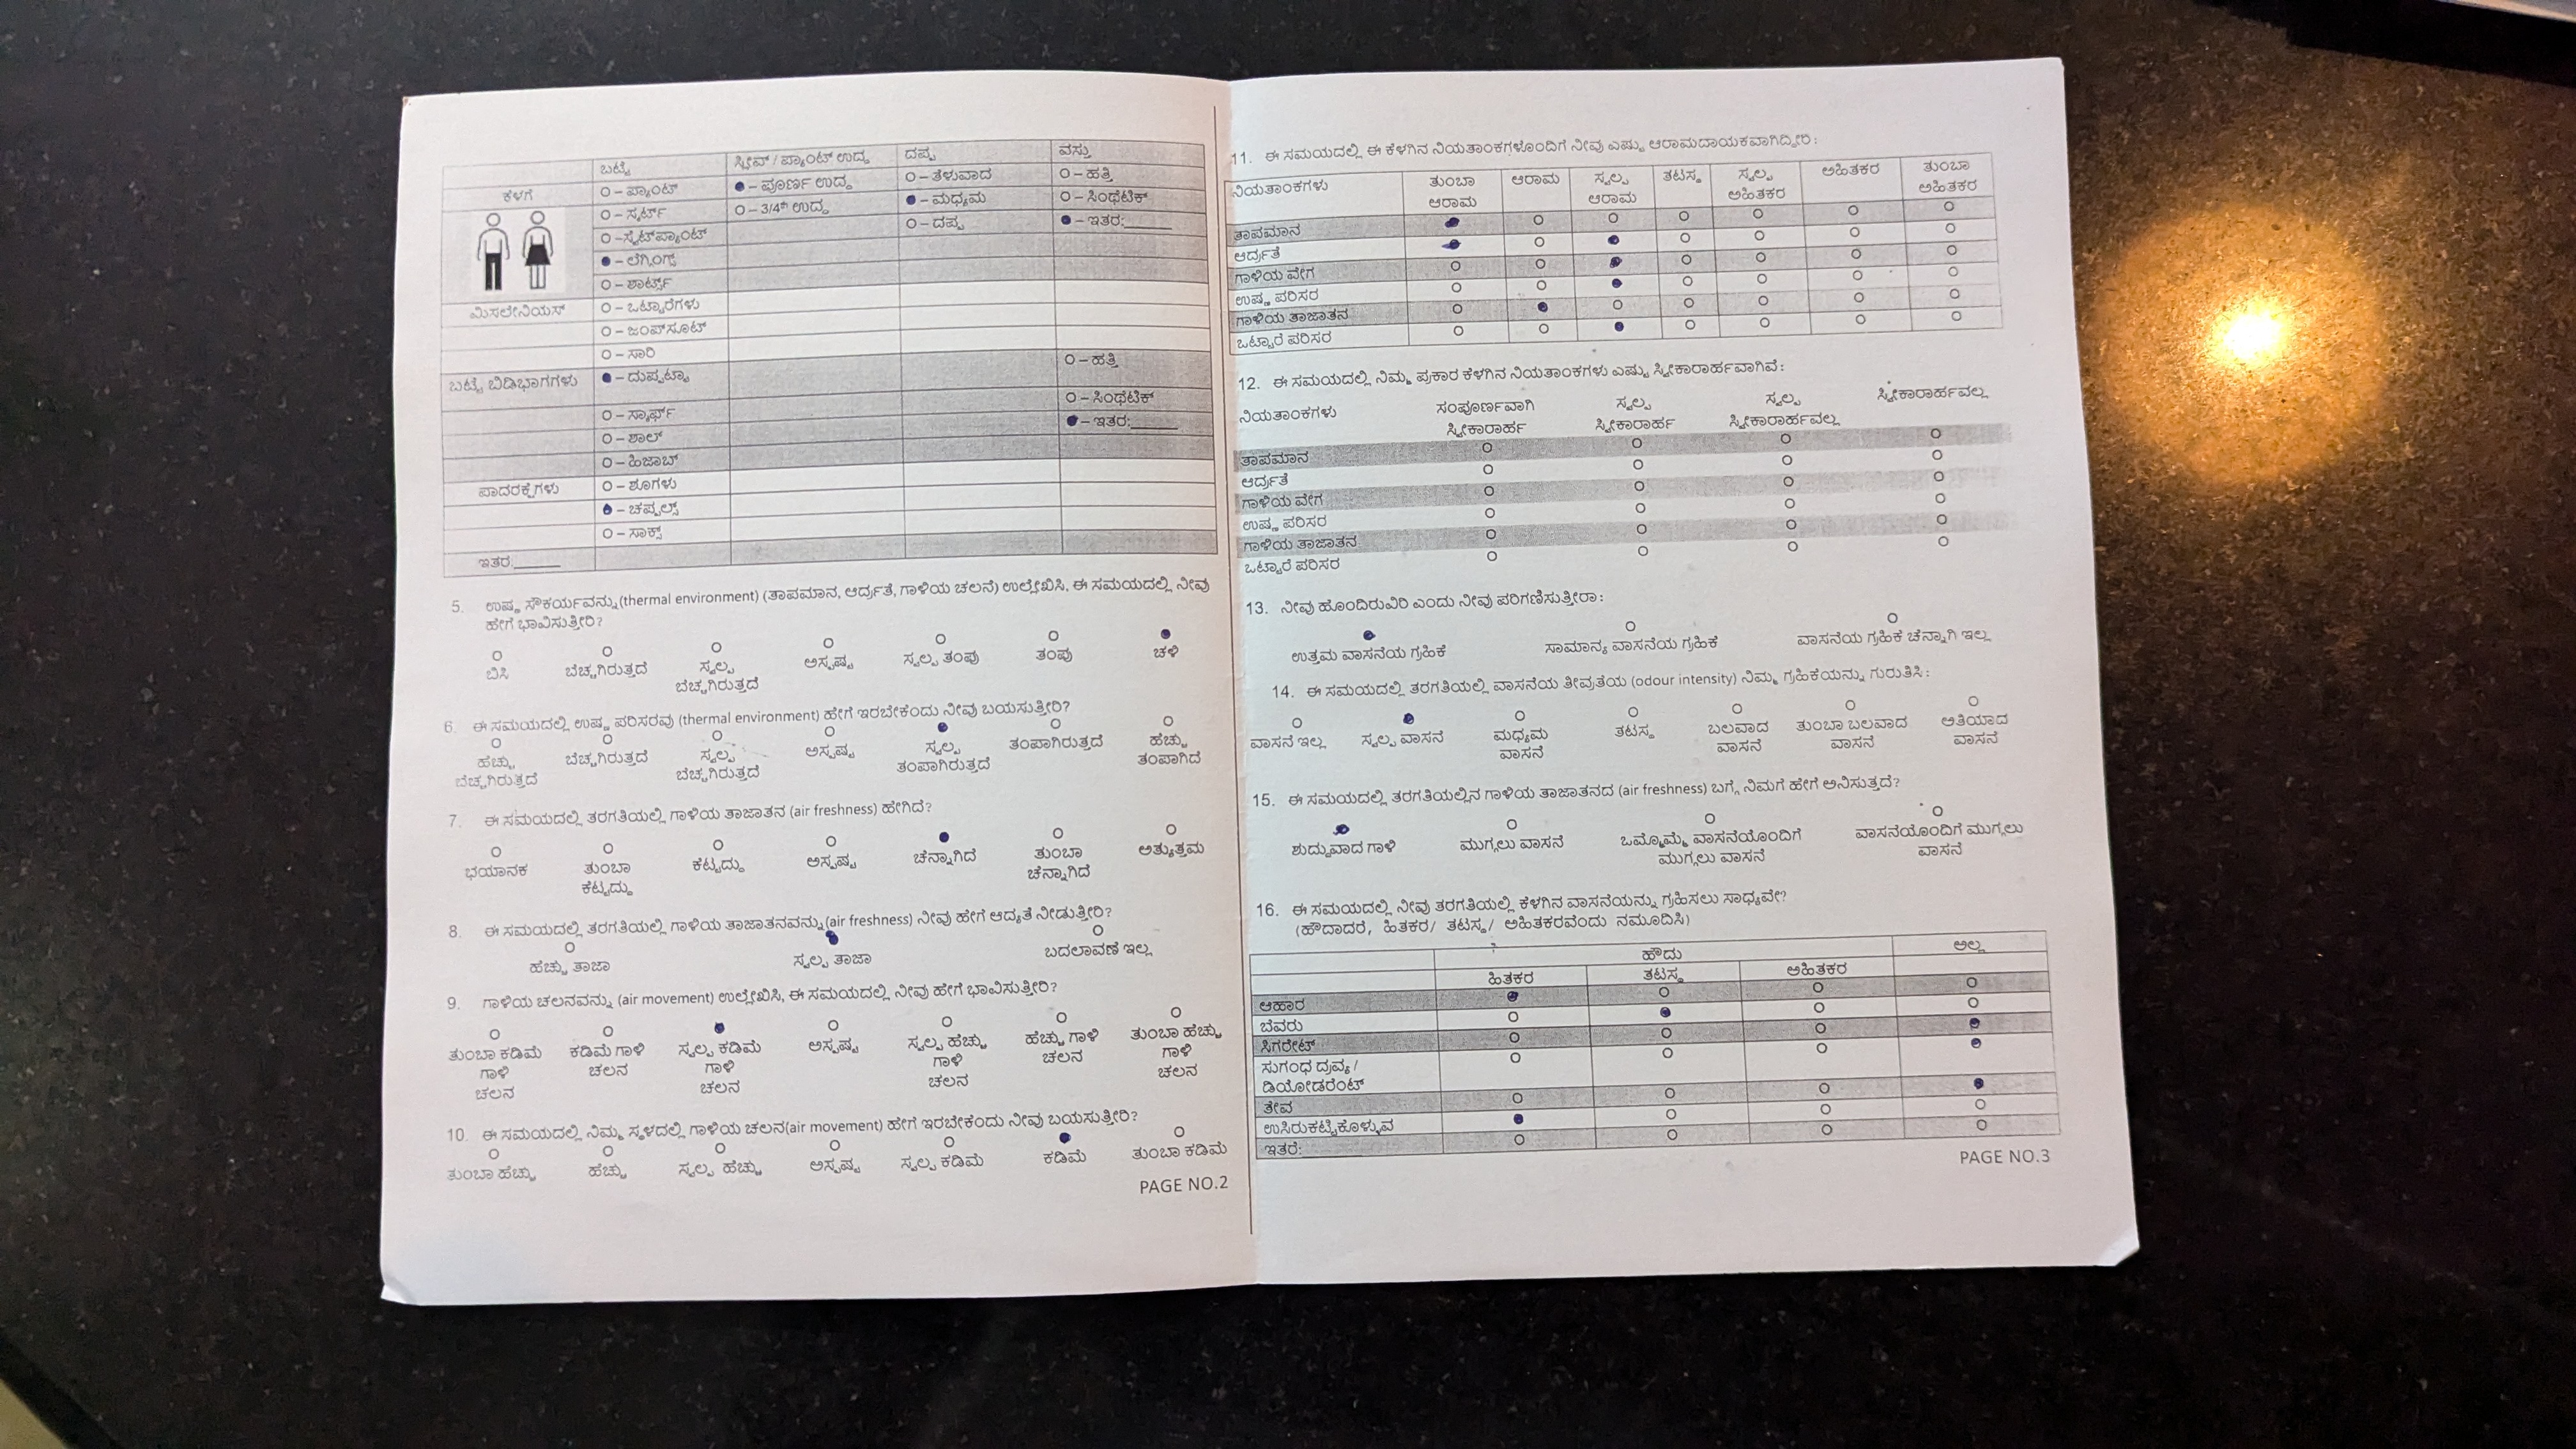 ಬಟ್ಟೆ ಸ್ಲೀವ್ / ಪ್ಯಾಂಟ್ ಉದ್ದ ದಪ್ಪ ವಸ್ತು
ಕೆಳಗೆ ○ – ಪ್ಯಾಂಟ್ ● – ಪೂರ್ಣ ಉದ್ದ ○ – ತೆಳುವಾದ ○ – ಹತ್ತಿ
○ – ಸ್ಕರ್ಟ್ ○ – 3/4th ಉದ್ದ ● – ಮಧ್ಯಮ ○ – ಸಿಂಥೆಟಿಕ್
○ –ಸ್ವೆಟ್‌ಪ್ಯಾಂಟ್ ○ – ದಪ್ಪ ● – ಇತರ:______
● – ಲೆಗ್ಗಿಂಗ್ಸ್
○ – ಶಾರ್ಟ್ಸ್
ಮಿಸಲೇನಿಯಸ್ ○ – ಒಟ್ಟಾರೆಗಳು
○ – ಜಂಪ್‌ಸೂಟ್
○ – ಸಾರಿ
ಬಟ್ಟೆ ಬಿಡಿಭಾಗಗಳು ● – ದುಪ್ಪಟ್ಟಾ ○ – ಹತ್ತಿ
○ – ಸ್ಕಾರ್ಫ್ ○ – ಸಿಂಥೆಟಿಕ್
○ – ಶಾಲ್ ● – ಇತರ:______
○ – ಹಿಜಾಬ್
ಪಾದರಕ್ಷೆಗಳು ○ – ಶೂಗಳು
● – ಚಪ್ಪಲ್ಸ್
○ – ಸಾಕ್ಸ್
ಇತರ:______
5. ಉಷ್ಣ ಸೌಕರ್ಯವನ್ನು(thermal environment) (ತಾಪಮಾನ, ಆರ್ದ್ರತೆ, ಗಾಳಿಯ ಚಲನೆ) ಉಲ್ಲೇಖಿಸಿ, ಈ ಸಮಯದಲ್ಲಿ ನೀವು
ಹೇಗೆ ಭಾವಿಸುತ್ತೀರಿ?
ಬಿಸಿ ಬೆಚ್ಚಗಿರುತ್ತದೆ ಸ್ವಲ್ಪ ಅಸ್ಪಷ್ಟ ಸ್ವಲ್ಪ ತಂಪು ತಂಪು ಚಳಿ
ಬೆಚ್ಚಗಿರುತ್ತದೆ
6. ಈ ಸಮಯದಲ್ಲಿ ಉಷ್ಣ ಪರಿಸರವು (thermal environment) ಹೇಗೆ ಇರಬೇಕೆಂದು ನೀವು ಬಯಸುತ್ತೀರಿ?
ಹೆಚ್ಚು ಬೆಚ್ಚಗಿರುತ್ತದೆ ಸ್ವಲ್ಪ ಅಸ್ಪಷ್ಟ ಸ್ವಲ್ಪ ತಂಪಾಗಿರುತ್ತದೆ ಹೆಚ್ಚು
ಬೆಚ್ಚಗಿರುತ್ತದೆ ಬೆಚ್ಚಗಿರುತ್ತದೆ ತಂಪಾಗಿರುತ್ತದೆ ತಂಪಾಗಿದೆ
7. ಈ ಸಮಯದಲ್ಲಿ ತರಗತಿಯಲ್ಲಿ ಗಾಳಿಯ ತಾಜಾತನ (air freshness) ಹೇಗಿದೆ?
ಭಯಾನಕ ತುಂಬಾ ಕೆಟ್ಟದ್ದು ಅಸ್ಪಷ್ಟ ಚೆನ್ನಾಗಿದೆ ತುಂಬಾ ಅತ್ಯುತ್ತಮ
ಕೆಟ್ಟದ್ದು ಚೆನ್ನಾಗಿದೆ
8. ಈ ಸಮಯದಲ್ಲಿ ತರಗತಿಯಲ್ಲಿ ಗಾಳಿಯ ತಾಜಾತನವನ್ನು(air freshness) ನೀವು ಹೇಗೆ ಆದ್ಯತೆ ನೀಡುತ್ತೀರಿ?
ಹೆಚ್ಚು ತಾಜಾ ಸ್ವಲ್ಪ ತಾಜಾ ಬದಲಾವಣೆ ಇಲ್ಲ
9. ಗಾಳಿಯ ಚಲನವನ್ನು (air movement) ಉಲ್ಲೇಖಿಸಿ, ಈ ಸಮಯದಲ್ಲಿ ನೀವು ಹೇಗೆ ಭಾವಿಸುತ್ತೀರಿ?
ತುಂಬಾ ಕಡಿಮೆ ಕಡಿಮೆ ಗಾಳಿ ಸ್ವಲ್ಪ ಕಡಿಮೆ ಅಸ್ಪಷ್ಟ ಸ್ವಲ್ಪ ಹೆಚ್ಚು ಹೆಚ್ಚು ಗಾಳಿ ತುಂಬಾ ಹೆಚ್ಚು
ಗಾಳಿ ಚಲನ ಗಾಳಿ ಗಾಳಿ ಚಲನ ಗಾಳಿ
ಚಲನ ಚಲನ ಚಲನ ಚಲನ
10. ಈ ಸಮಯದಲ್ಲಿ ನಿಮ್ಮ ಸ್ಥಳದಲ್ಲಿ ಗಾಳಿಯ ಚಲನ(air movement) ಹೇಗೆ ಇರಬೇಕೆಂದು ನೀವು ಬಯಸುತ್ತೀರಿ?
ತುಂಬಾ ಹೆಚ್ಚು ಹೆಚ್ಚು ಸ್ವಲ್ಪ ಹೆಚ್ಚು ಅಸ್ಪಷ್ಟ ಸ್ವಲ್ಪ ಕಡಿಮೆ ಕಡಿಮೆ ತುಂಬಾ ಕಡಿಮೆ
PAGE NO.2
11. ಈ ಸಮಯದಲ್ಲಿ ಈ ಕೆಳಗಿನ ನಿಯತಾಂಕಗಳೊಂದಿಗೆ ನೀವು ಎಷ್ಟು ಆರಾಮದಾಯಕವಾಗಿದ್ದೀರಿ:
ನಿಯತಾಂಕಗಳು ತುಂಬಾ ಆರಾಮ ಸ್ವಲ್ಪ ತಟಸ್ಥ ಸ್ವಲ್ಪ ಅಹಿತಕರ ತುಂಬಾ
ಆರಾಮ ಆರಾಮ ಅಹಿತಕರ ಅಹಿತಕರ
ತಾಪಮಾನ
ಆರ್ದ್ರತೆ
ಗಾಳಿಯ ವೇಗ
ಉಷ್ಣ ಪರಿಸರ
ಗಾಳಿಯ ತಾಜಾತನ
ಒಟ್ಟಾರೆ ಪರಿಸರ
12. ಈ ಸಮಯದಲ್ಲಿ ನಿಮ್ಮ ಪ್ರಕಾರ ಕೆಳಗಿನ ನಿಯತಾಂಕಗಳು ಎಷ್ಟು ಸ್ವೀಕಾರಾರ್ಹವಾಗಿವೆ:
ನಿಯತಾಂಕಗಳು ಸಂಪೂರ್ಣವಾಗಿ ಸ್ವಲ್ಪ ಸ್ವಲ್ಪ ಸ್ವೀಕಾರಾರ್ಹವಲ್ಲ
ಸ್ವೀಕಾರಾರ್ಹ ಸ್ವೀಕಾರಾರ್ಹ ಸ್ವೀಕಾರಾರ್ಹವಲ್ಲ
ತಾಪಮಾನ
ಆರ್ದ್ರತೆ
ಗಾಳಿಯ ವೇಗ
ಉಷ್ಣ ಪರಿಸರ
ಗಾಳಿಯ ತಾಜಾತನ
ಒಟ್ಟಾರೆ ಪರಿಸರ
13. ನೀವು ಹೊಂದಿರುವಿರಿ ಎಂದು ನೀವು ಪರಿಗಣಿಸುತ್ತೀರಾ:
ಉತ್ತಮ ವಾಸನೆಯ ಗ್ರಹಿಕೆ ಸಾಮಾನ್ಯ ವಾಸನೆಯ ಗ್ರಹಿಕೆ ವಾಸನೆಯ ಗ್ರಹಿಕೆ ಚೆನ್ನಾಗಿ ಇಲ್ಲ
14. ಈ ಸಮಯದಲ್ಲಿ ತರಗತಿಯಲ್ಲಿ ವಾಸನೆಯ ತೀವ್ರತೆಯ (odour intensity) ನಿಮ್ಮ ಗ್ರಹಿಕೆಯನ್ನು ಗುರುತಿಸಿ:
ವಾಸನೆ ಇಲ್ಲ ಸ್ವಲ್ಪ ವಾಸನೆ ಮಧ್ಯಮ ತಟಸ್ಥ ಬಲವಾದ ತುಂಬಾ ಬಲವಾದ ಅತಿಯಾದ
ವಾಸನೆ ವಾಸನೆ ವಾಸನೆ ವಾಸನೆ
15. ಈ ಸಮಯದಲ್ಲಿ ತರಗತಿಯಲ್ಲಿನ ಗಾಳಿಯ ತಾಜಾತನದ (air freshness) ಬಗ್ಗೆ ನಿಮಗೆ ಹೇಗೆ ಅನಿಸುತ್ತದೆ?
ಶುದ್ಧವಾದ ಗಾಳಿ ಮುಗ್ಗಲು ವಾಸನೆ ಒಮ್ಮೊಮ್ಮೆ ವಾಸನೆಯೊಂದಿಗೆ ವಾಸನೆಯೊಂದಿಗೆ ಮುಗ್ಗಲು
ಮುಗ್ಗಲು ವಾಸನೆ ವಾಸನೆ
16. ಈ ಸಮಯದಲ್ಲಿ ನೀವು ತರಗತಿಯಲ್ಲಿ ಕೆಳಗಿನ ವಾಸನೆಯನ್ನು ಗ್ರಹಿಸಲು ಸಾಧ್ಯವೇ?
(ಹೌದಾದರೆ, ಹಿತಕರ/ ತಟಸ್ಥ/ ಅಹಿತಕರವೆಂದು ನಮೂದಿಸಿ)
ಹೌದು ಅಲ್ಲ
ಹಿತಕರ ತಟಸ್ಥ ಅಹಿತಕರ
ಆಹಾರ
ಬೆವರು
ಸಿಗರೇಟ್
ಸುಗಂಧ ದ್ರವ್ಯ /
ಡಿಯೋಡರೆಂಟ್
ತೇವ
ಉಸಿರುಕಟ್ಟಿಕೊಳ್ಳುವ
ಇತರೆ:
PAGE NO.3